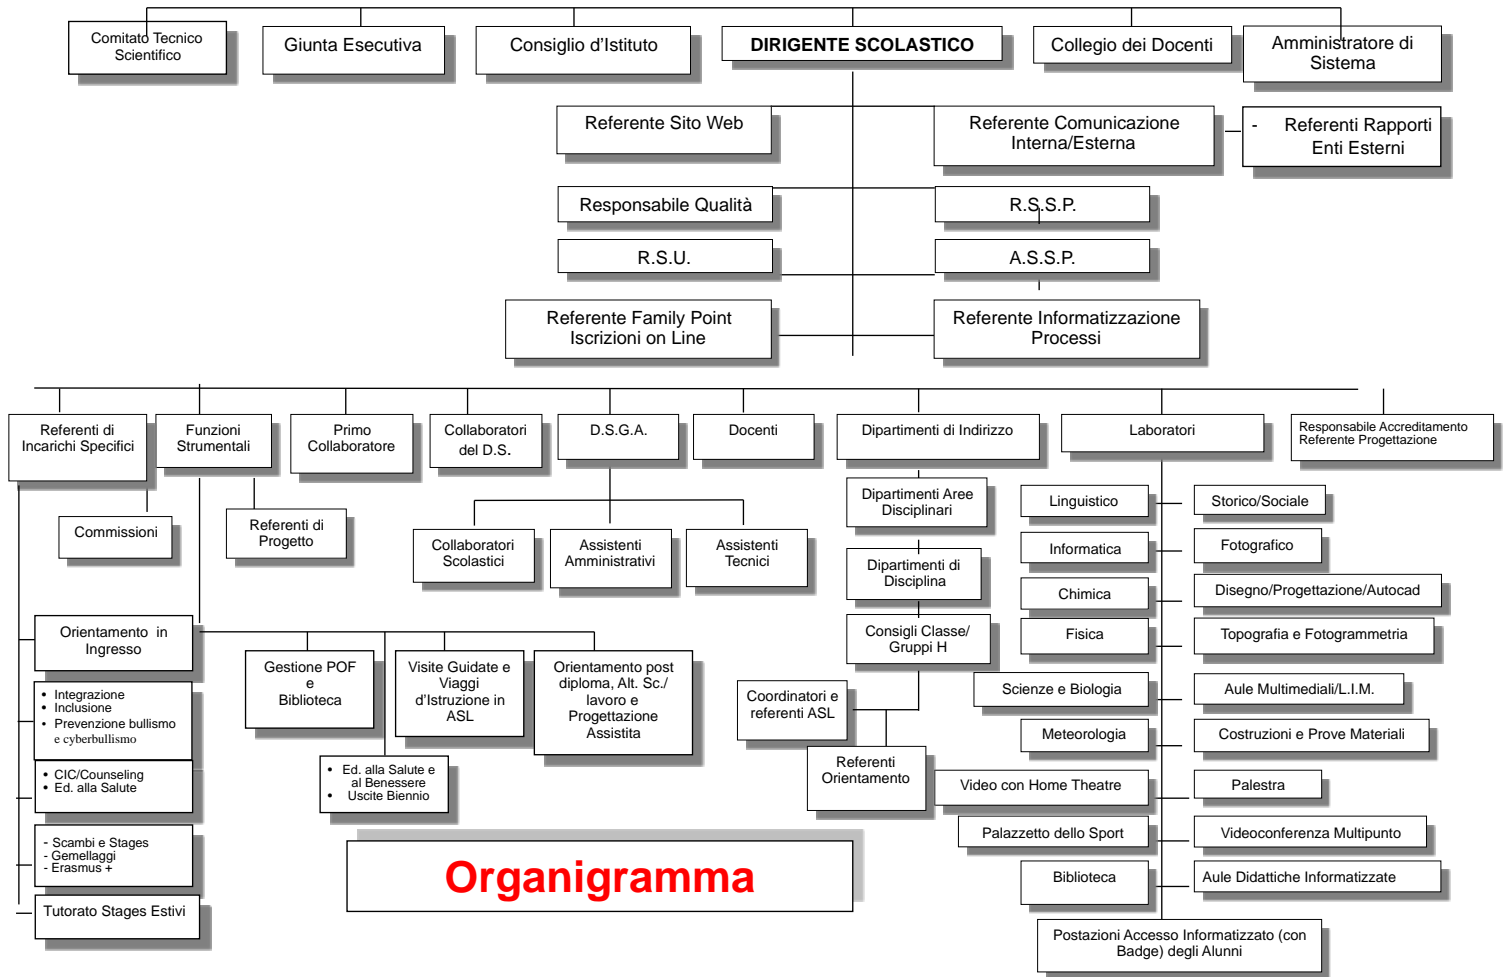 Comitato Tecnico
Scientifico
Giunta Esecutiva
Consiglio d'Istituto
DIRIGENTE SCOLASTICO
Collegio dei Docenti
Amministratore di
Sistema
Referente Sito Web
Referente Comunicazione
Interna/Esterna
- Referenti Rapporti
Enti Esterni
Responsabile Qualità
R.S.S.P.
R.S.U.
A.S.S.P.
Referente Family Point
Iscrizioni on Line
Referente Informatizzazione
Processi
Referenti di
Incarichi Specifici
Funzioni
Strumentali
Primo
Collaboratore
Collaboratori
del D.S.
D.S.G.A.
Docenti
Dipartimenti di Indirizzo
Laboratori
Responsabile Accreditamento
Referente Progettazione
Commissioni
Referenti di
Progetto
Collaboratori
Scolastici
Assistenti
Amministrativi
Assistenti
Tecnici
Dipartimenti Aree
Disciplinari
Dipartimenti di
Disciplina
Consigli Classe/
Gruppi H
Coordinatori e
referenti ASL
Referenti
Orientamento
Linguistico
Storico/Sociale
Informatica
Fotografico
Chimica
Disegno/Progettazione/Autocad
Fisica
Topografia e Fotogrammetria
Scienze e Biologia
Aule Multimediali/L.I.M.
Meteorologia
Costruzioni e Prove Materiali
Video con Home Theatre
Palestra
Palazzetto dello Sport
Videoconferenza Multipunto
Biblioteca
Aule Didattiche Informatizzate
Postazioni Accesso Informatizzato (con
Badge) degli Alunni
Orientamento in
Ingresso
• Integrazione
• Inclusione
• Prevenzione bullismo
e cyberbullismo
• CIC/Counseling
• Ed. alla Salute
- Scambi e Stages
- Gemellaggi
- Erasmus +
Tutorato Stages Estivi
Gestione POF
e
Biblioteca
Visite Guidate e
Viaggi
d'Istruzione in
ASL
Orientamento post
diploma, Alt. Sc./
lavoro e
Progettazione
Assistita
• Ed. alla Salute e
al Benessere
• Uscite Biennio
Organigramma